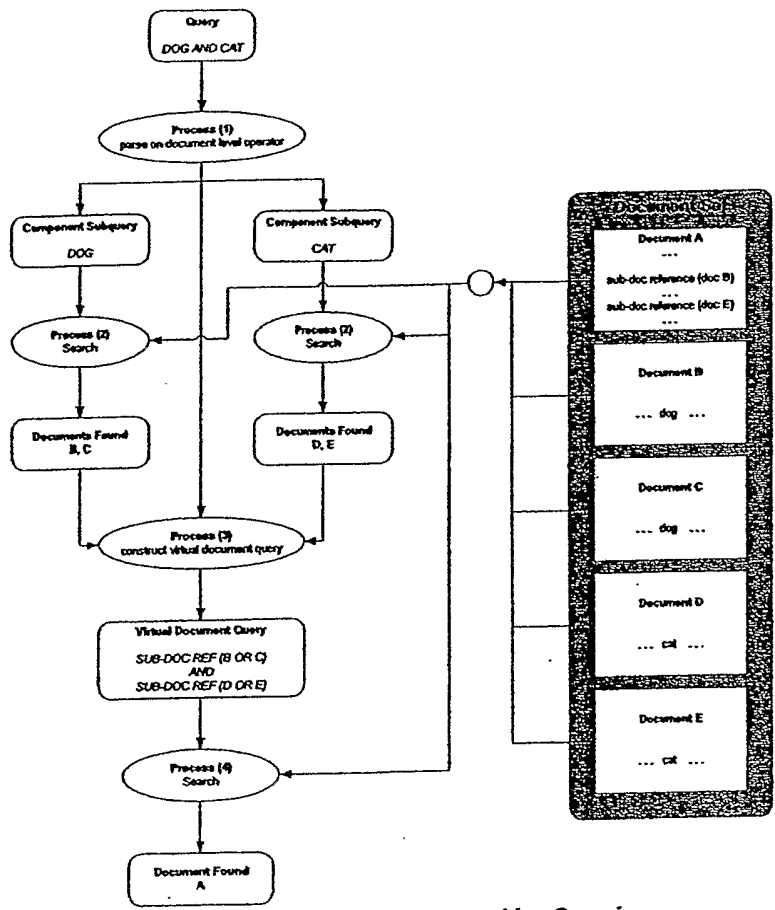 Query
DOG AND CAT
Process (1)
parse on document level operator
Component Subquery
DOG
Component Subquery
CAT
Process (2)
Search
Process (2)
Search
Documents Found
B, C
Documents Found
D, E
Process (3)
construct virtual document query
Virtual Document Query
SUB-DOC REF (B OR C)
AND
SUB-DOC REF (D OR E)
Process (4)
Search
Document Found
A
Document
Document A
...
sub-doc reference (doc B)
...
sub-doc reference (doc E)
...
Document B
... dog ...
Document C
... dog ...
Document D
... cat ...
Document E
... cat ...